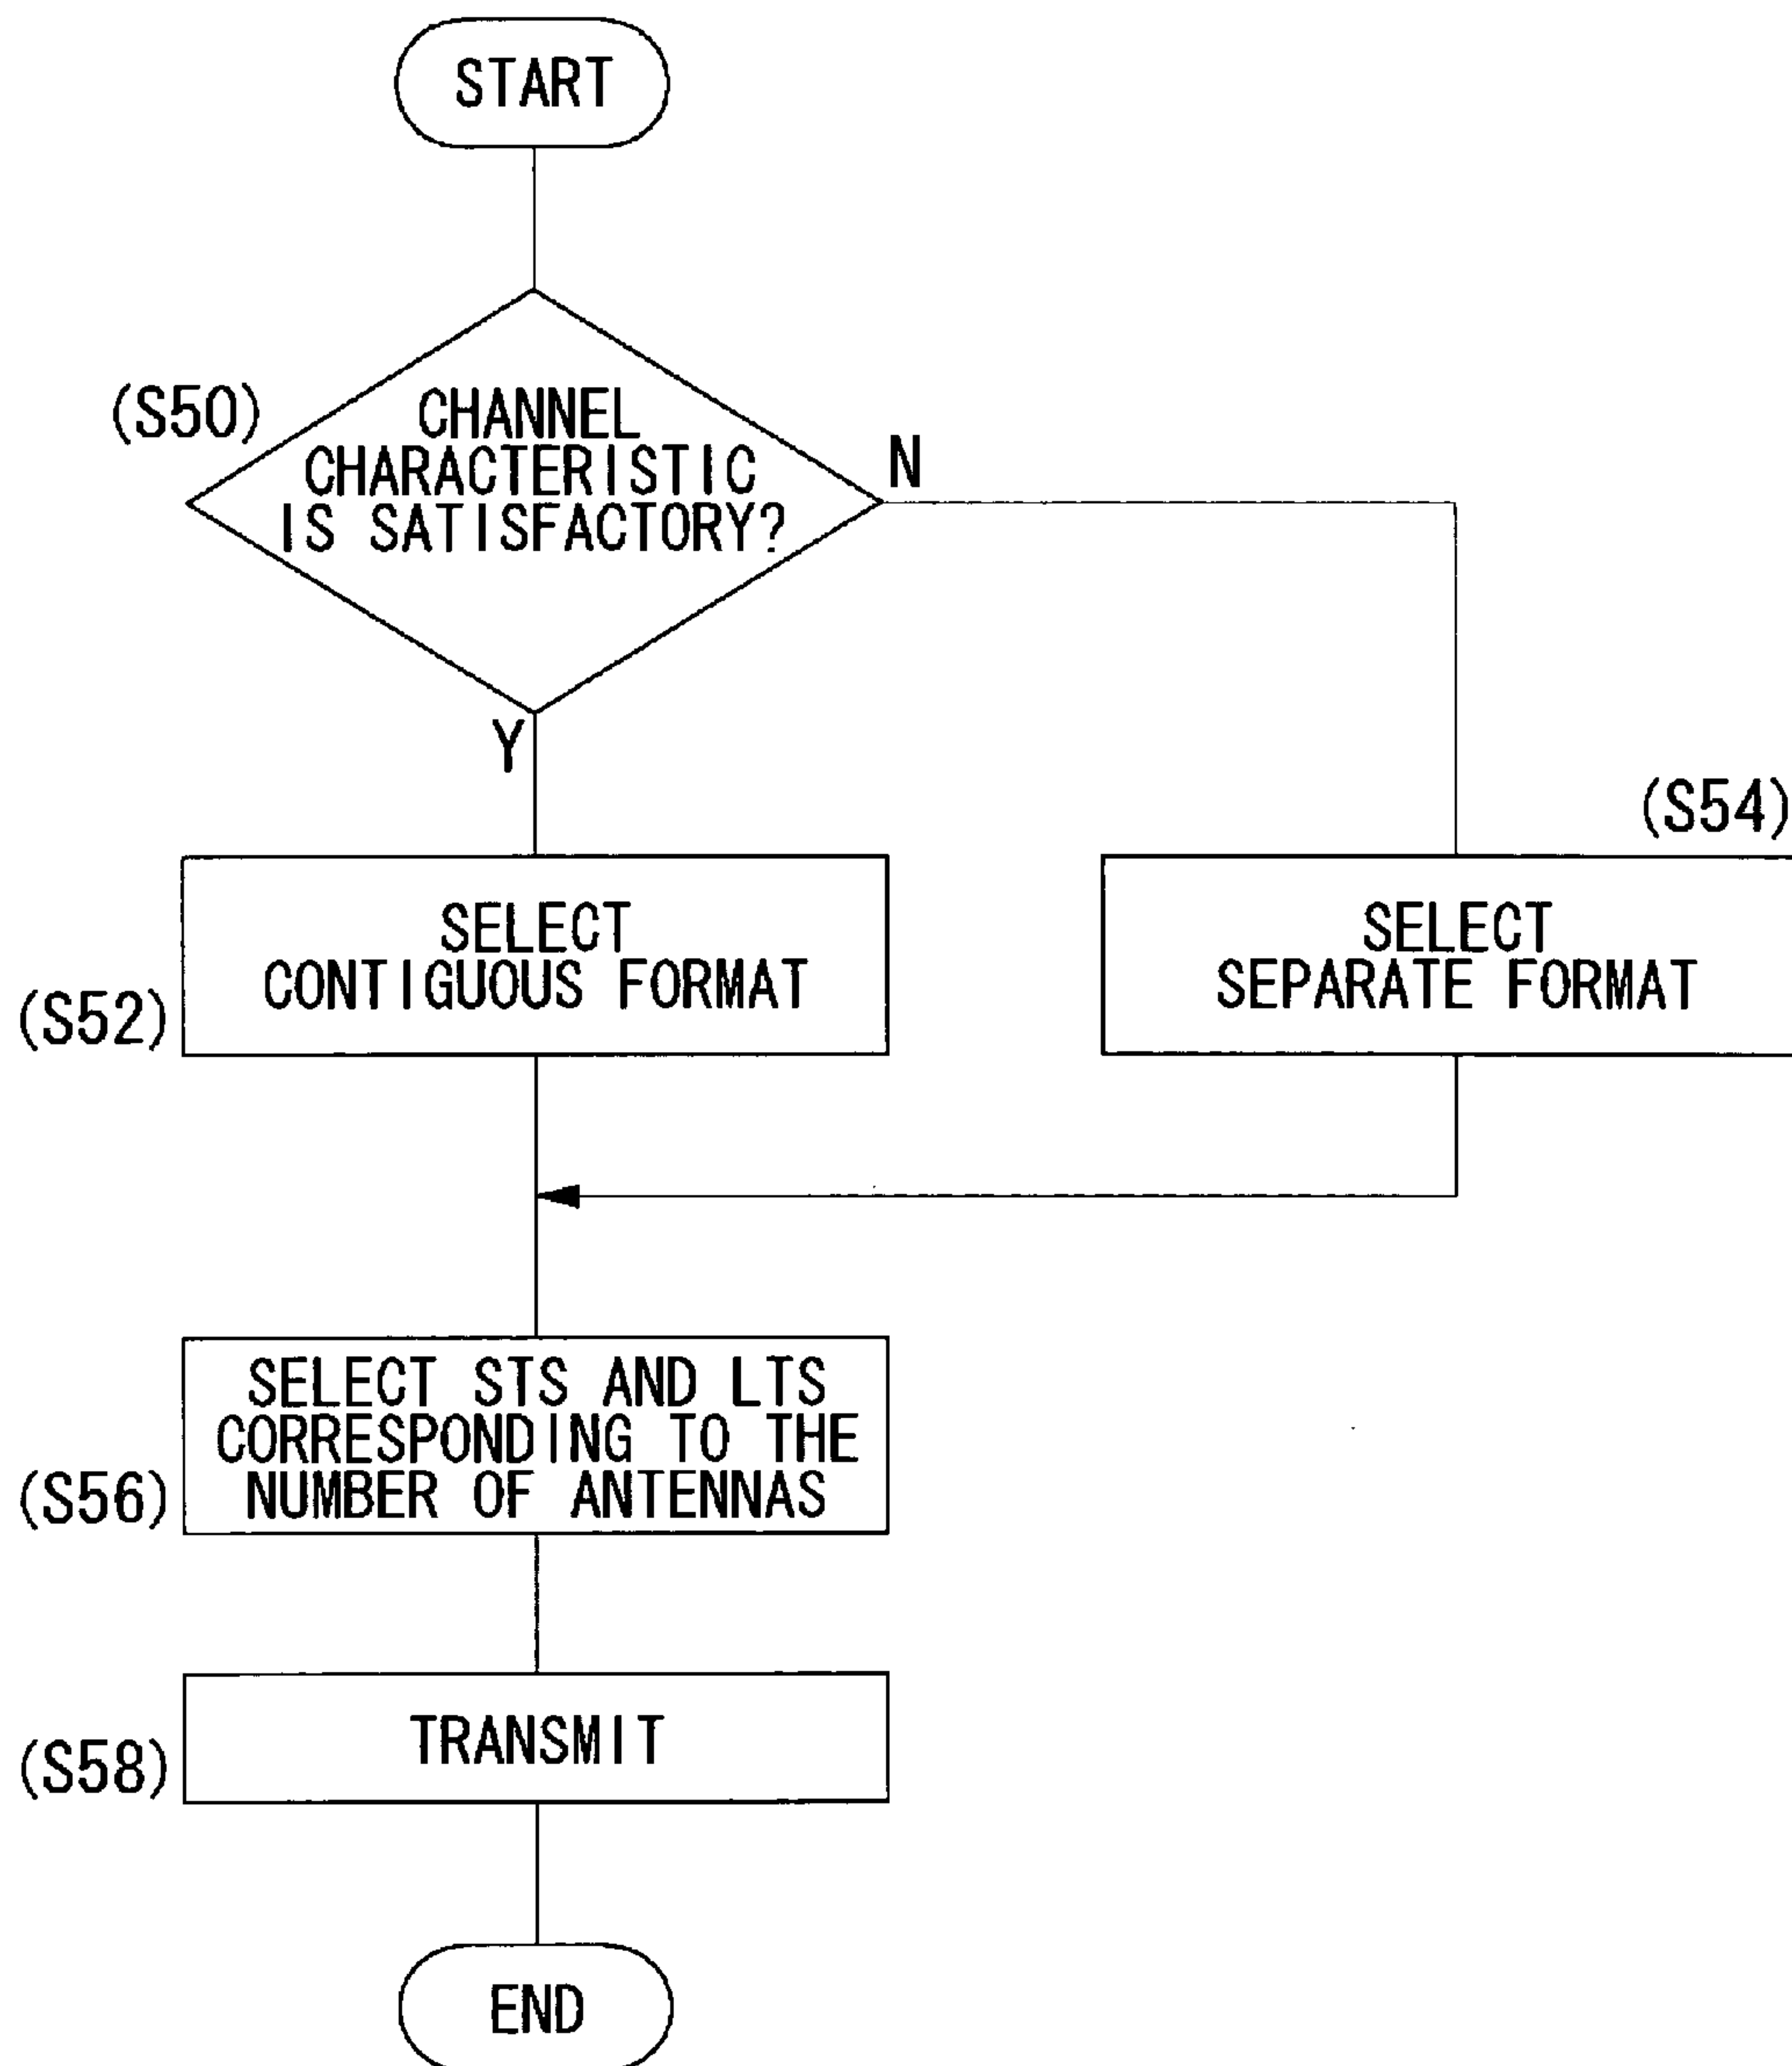 START
(S50)
CHANNEL
CHARACTERISTIC
IS SATISFACTORY?
N
Y
(S54)
SELECT
CONTIGUOUS FORMAT
(S52)
SELECT
SEPARATE FORMAT
SELECT STS AND LTS
CORRESPONDING TO THE
NUMBER OF ANTENNAS
(S56)
TRANSMIT
(S58)
END